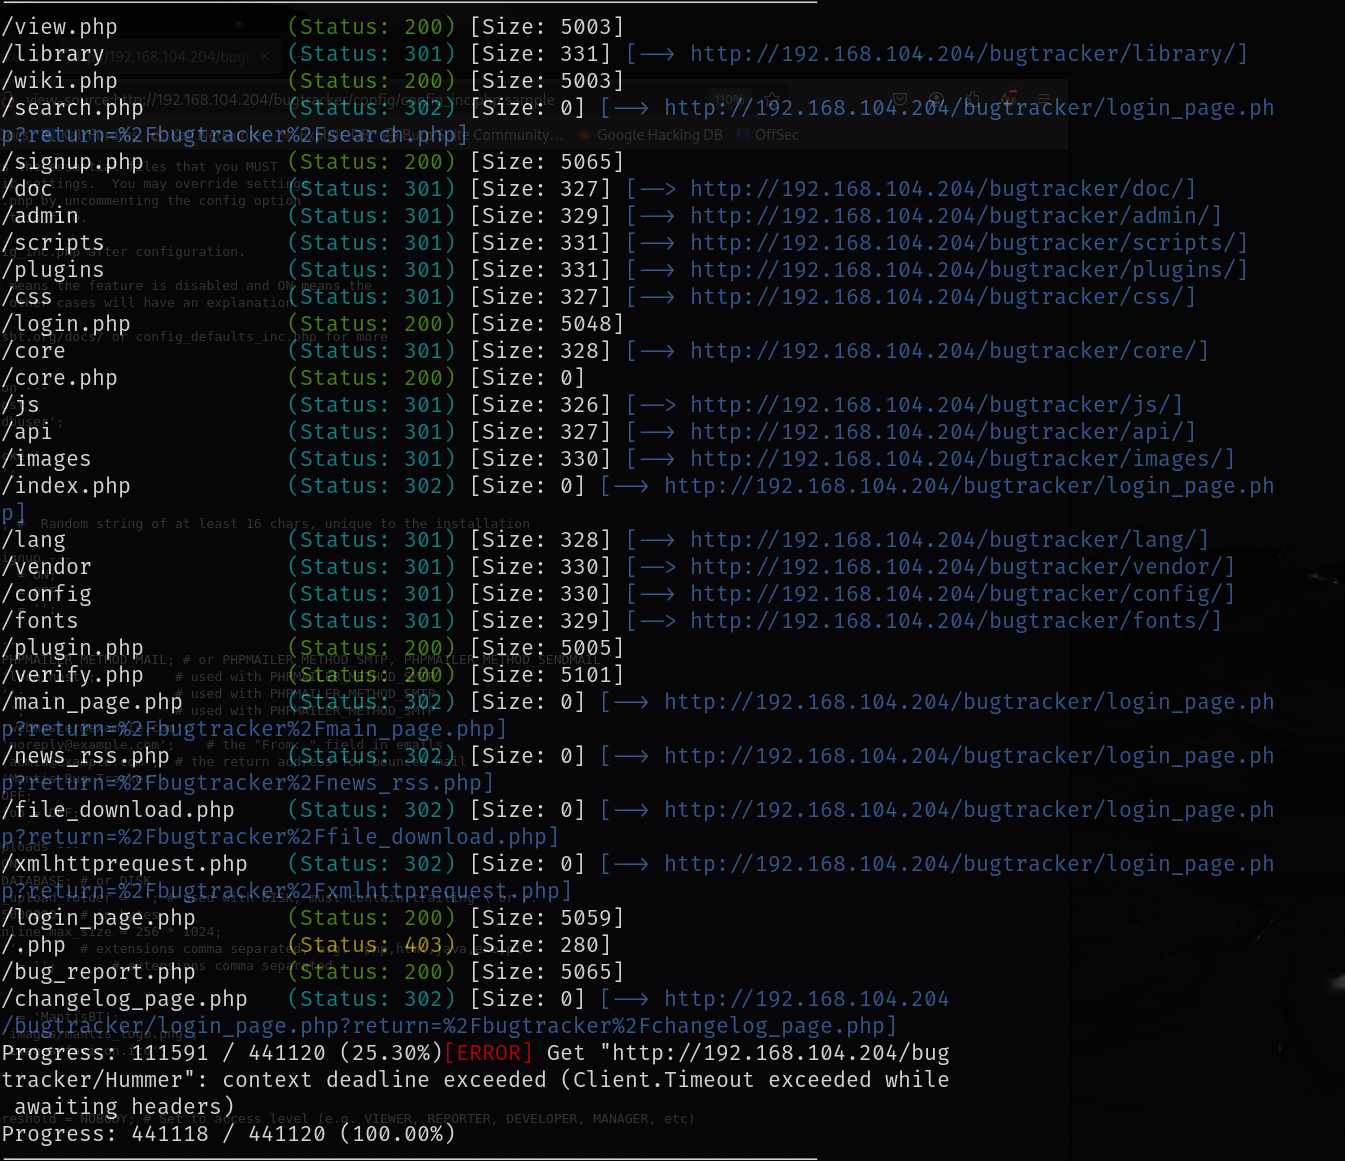 /view.php (Status: 200) [Size: 5003]
/library (Status: 301) [Size: 331] [--> http://192.168.104.204/bugtracker/library/]
/wiki.php (Status: 200) [Size: 5003]
/search.php (Status: 302) [Size: 0] [--> http://192.168.104.204/bugtracker/login_page.ph
p?return=%2Fbugtracker%2Fsearch.php]
/signup.php (Status: 200) [Size: 5065]
/doc (Status: 301) [Size: 327] [--> http://192.168.104.204/bugtracker/doc/]
/admin (Status: 301) [Size: 329] [--> http://192.168.104.204/bugtracker/admin/]
/scripts (Status: 301) [Size: 331] [--> http://192.168.104.204/bugtracker/scripts/]
/plugins (Status: 301) [Size: 331] [--> http://192.168.104.204/bugtracker/plugins/]
/css (Status: 301) [Size: 327] [--> http://192.168.104.204/bugtracker/css/]
/login.php (Status: 200) [Size: 5048]
/core (Status: 301) [Size: 328] [--> http://192.168.104.204/bugtracker/core/]
/core.php (Status: 200) [Size: 0]
/js (Status: 301) [Size: 326] [--> http://192.168.104.204/bugtracker/js/]
/api (Status: 301) [Size: 327] [--> http://192.168.104.204/bugtracker/api/]
/images (Status: 301) [Size: 330] [--> http://192.168.104.204/bugtracker/images/]
/index.php (Status: 302) [Size: 0] [--> http://192.168.104.204/bugtracker/login_page.ph
p]
/lang (Status: 301) [Size: 328] [--> http://192.168.104.204/bugtracker/lang/]
/vendor (Status: 301) [Size: 330] [--> http://192.168.104.204/bugtracker/vendor/]
/config (Status: 301) [Size: 330] [--> http://192.168.104.204/bugtracker/config/]
/fonts (Status: 301) [Size: 329] [--> http://192.168.104.204/bugtracker/fonts/]
/plugin.php (Status: 200) [Size: 5005]
/verify.php (Status: 200) [Size: 5101]
/main_page.php (Status: 302) [Size: 0] [--> http://192.168.104.204/bugtracker/login_page.ph
p?return=%2Fbugtracker%2Fmain_page.php]
/news_rss.php (Status: 302) [Size: 0] [--> http://192.168.104.204/bugtracker/login_page.ph
p?return=%2Fbugtracker%2Fnews_rss.php]
/file_download.php (Status: 302) [Size: 0] [--> http://192.168.104.204/bugtracker/login_page.ph
p?return=%2Fbugtracker%2Ffile_download.php]
/xmlhttprequest.php (Status: 302) [Size: 0] [--> http://192.168.104.204/bugtracker/login_page.ph
p?return=%2Fbugtracker%2Fxmlhttprequest.php]
/login_page.php (Status: 200) [Size: 5059]
/.php (Status: 403) [Size: 280]
/bug_report.php (Status: 200) [Size: 5065]
/changelog_page.php (Status: 302) [Size: 0] [--> http://192.168.104.204
/bugtracker/login_page.php?return=%2Fbugtracker%2Fchangelog_page.php]
Progress: 111591 / 441120 (25.30%)[ERROR] Get "http://192.168.104.204/bug
tracker/Hummer": context deadline exceeded (Client.Timeout exceeded while
 awaiting headers)
Progress: 441118 / 441120 (100.00%)